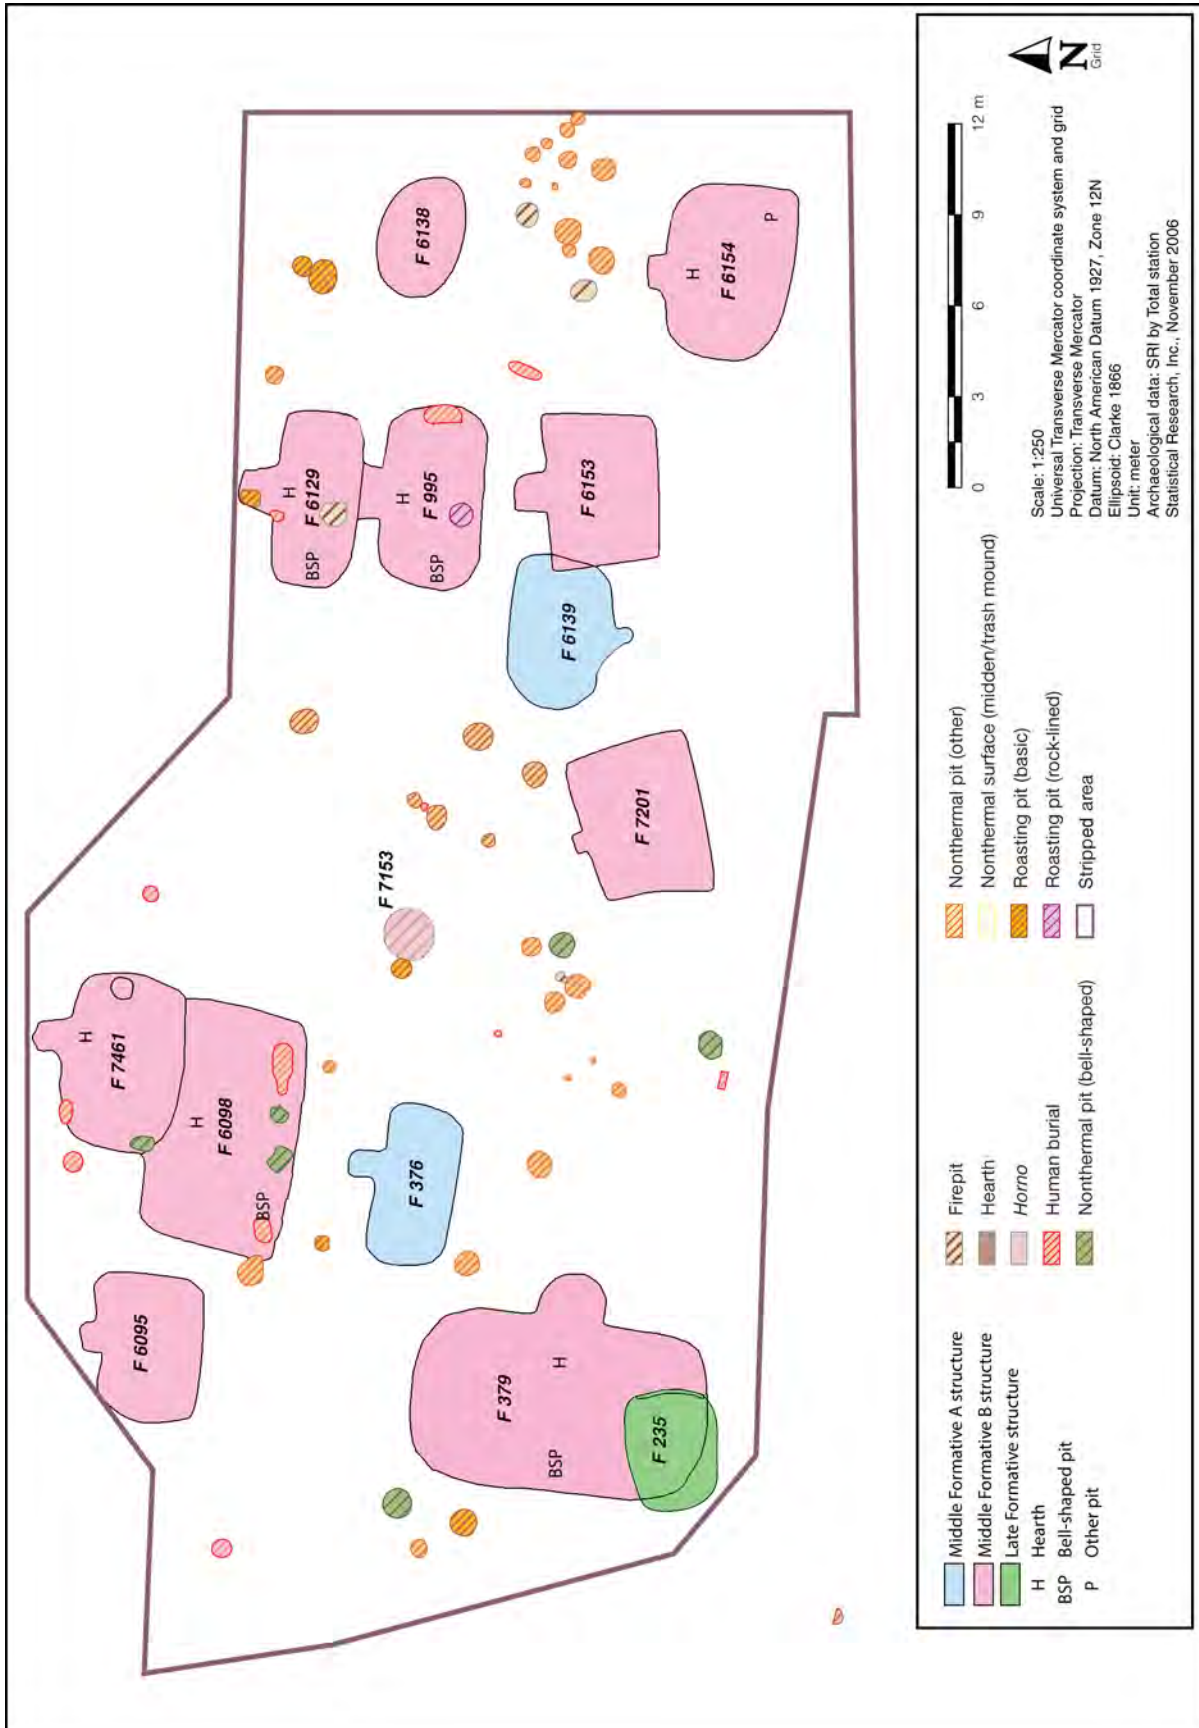 F 6138
F 6154
H
P
F 6129
H
BSP
F 995
H
BSP
F 6153
F 6139
F 7201
F 7153
F 7461
H
F 6098
H
BSP
F 376
F 6095
F 379
H
BSP
F 235
Middle Formative A structure
Middle Formative B structure
Late Formative structure
H Hearth
BSP Bell-shaped pit
P Other pit
Firepit
Hearth
Horno
Human burial
Nonthermal pit (bell-shaped)
Nonthermal pit (other)
Nonthermal surface (midden/trash mound)
Roasting pit (basic)
Roasting pit (rock-lined)
Stripped area
0 3 6 9 12 m
N
Grid
Scale: 1:250
Universal Transverse Mercator coordinate system and grid
Projection: Transverse Mercator
Datum: North American Datum 1927, Zone 12N
Ellipsoid: Clarke 1866
Unit: meter
Archaeological data: SRI by Total station
Statistical Research, Inc., November 2006